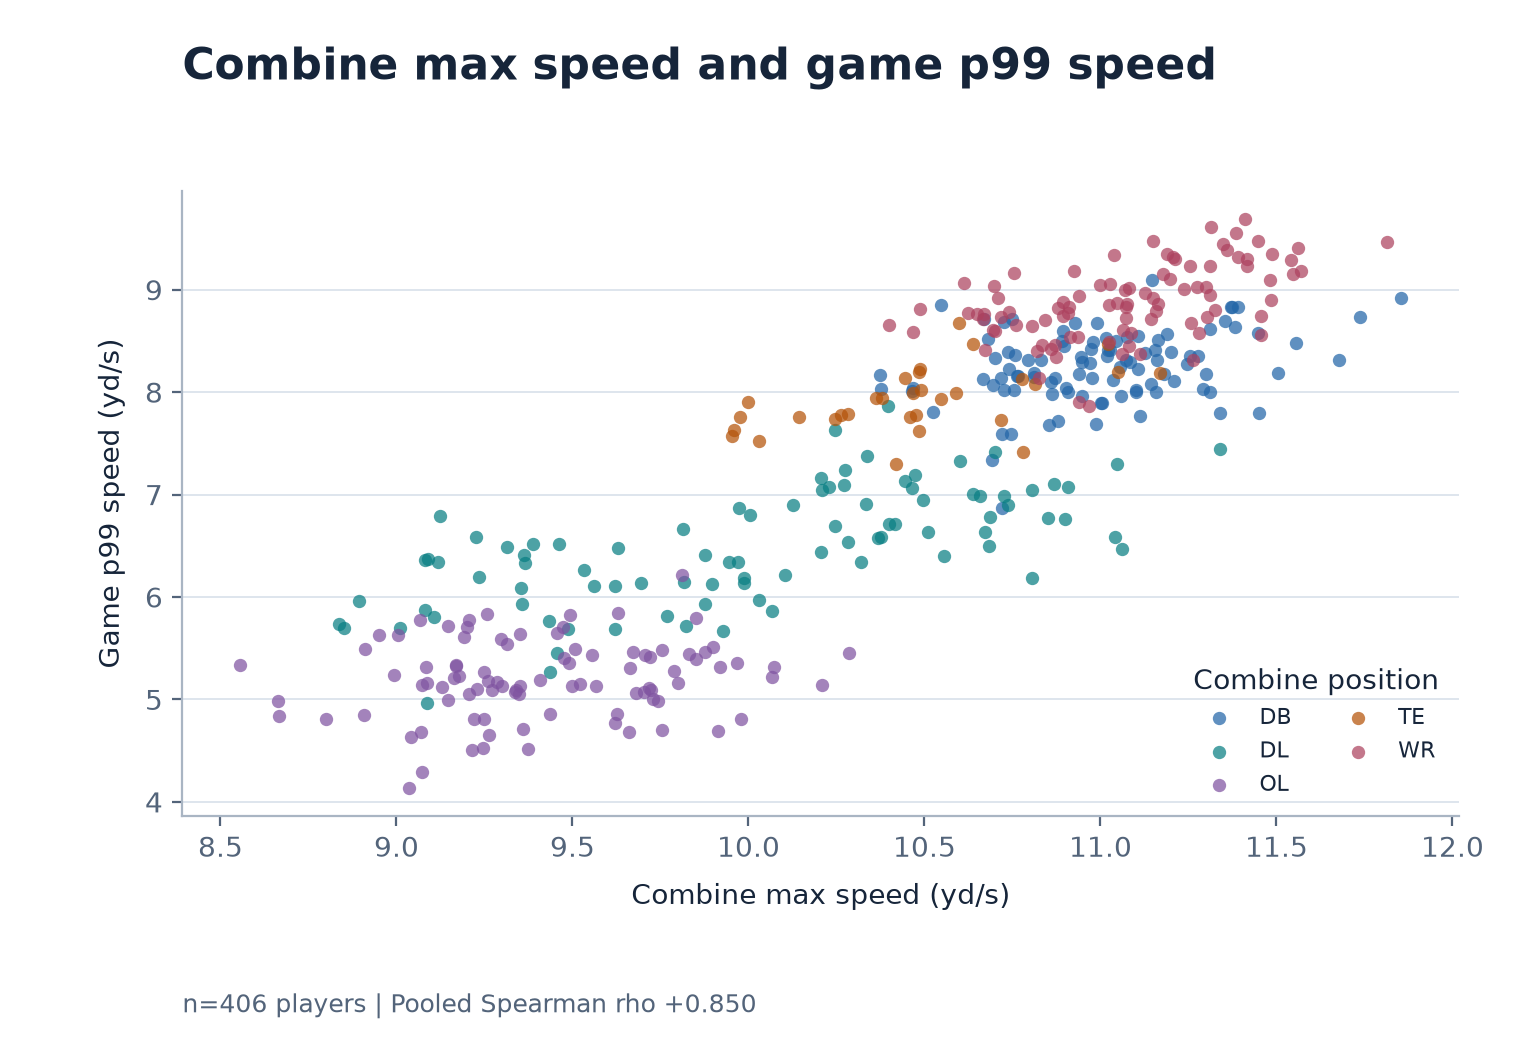 Combine max speed and game p99 speed
Game p99 speed (yd/s)
9
8
7
6
5
4
Combine position
DB
TE
DL
WR
OL
8.5 9.0 9.5 10.0 10.5 11.0 11.5 12.0
Combine max speed (yd/s)
n=406 players | Pooled Spearman rho +0.850